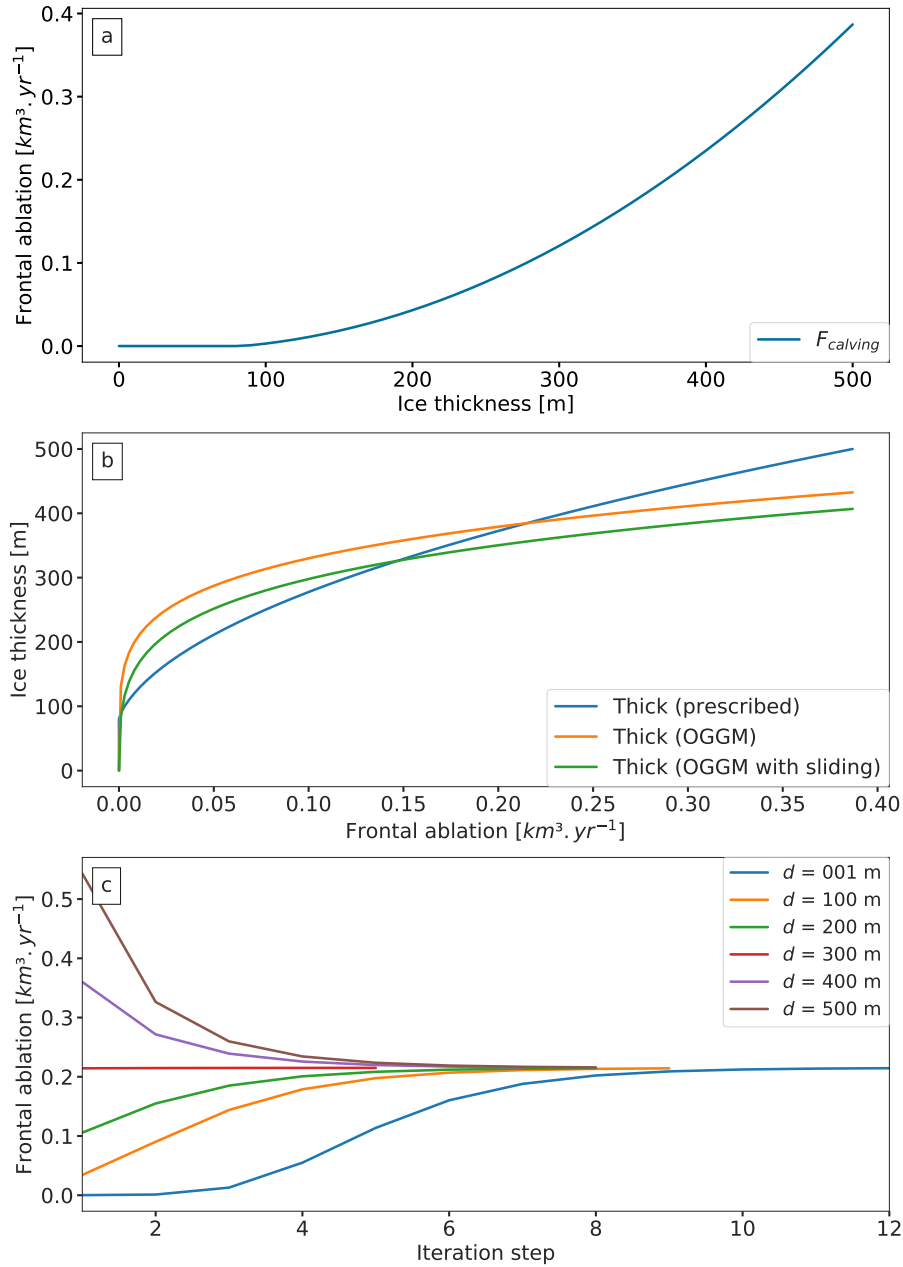 a
Frontal ablation [km³. yr⁻¹]
0.4
0.3
0.2
0.1
0.0
F_calving
0 100 200 300 400 500
Ice thickness [m]
b
Ice thickness [m]
500
400
300
200
100
0
Thick (prescribed)
Thick (OGGM)
Thick (OGGM with sliding)
0.00 0.05 0.10 0.15 0.20 0.25 0.30 0.35 0.40
Frontal ablation [km³. yr⁻¹]
c
Frontal ablation [km³. yr⁻¹]
0.5
0.4
0.3
0.2
0.1
0.0
d = 001 m
d = 100 m
d = 200 m
d = 300 m
d = 400 m
d = 500 m
2 4 6 8 10 12
Iteration step